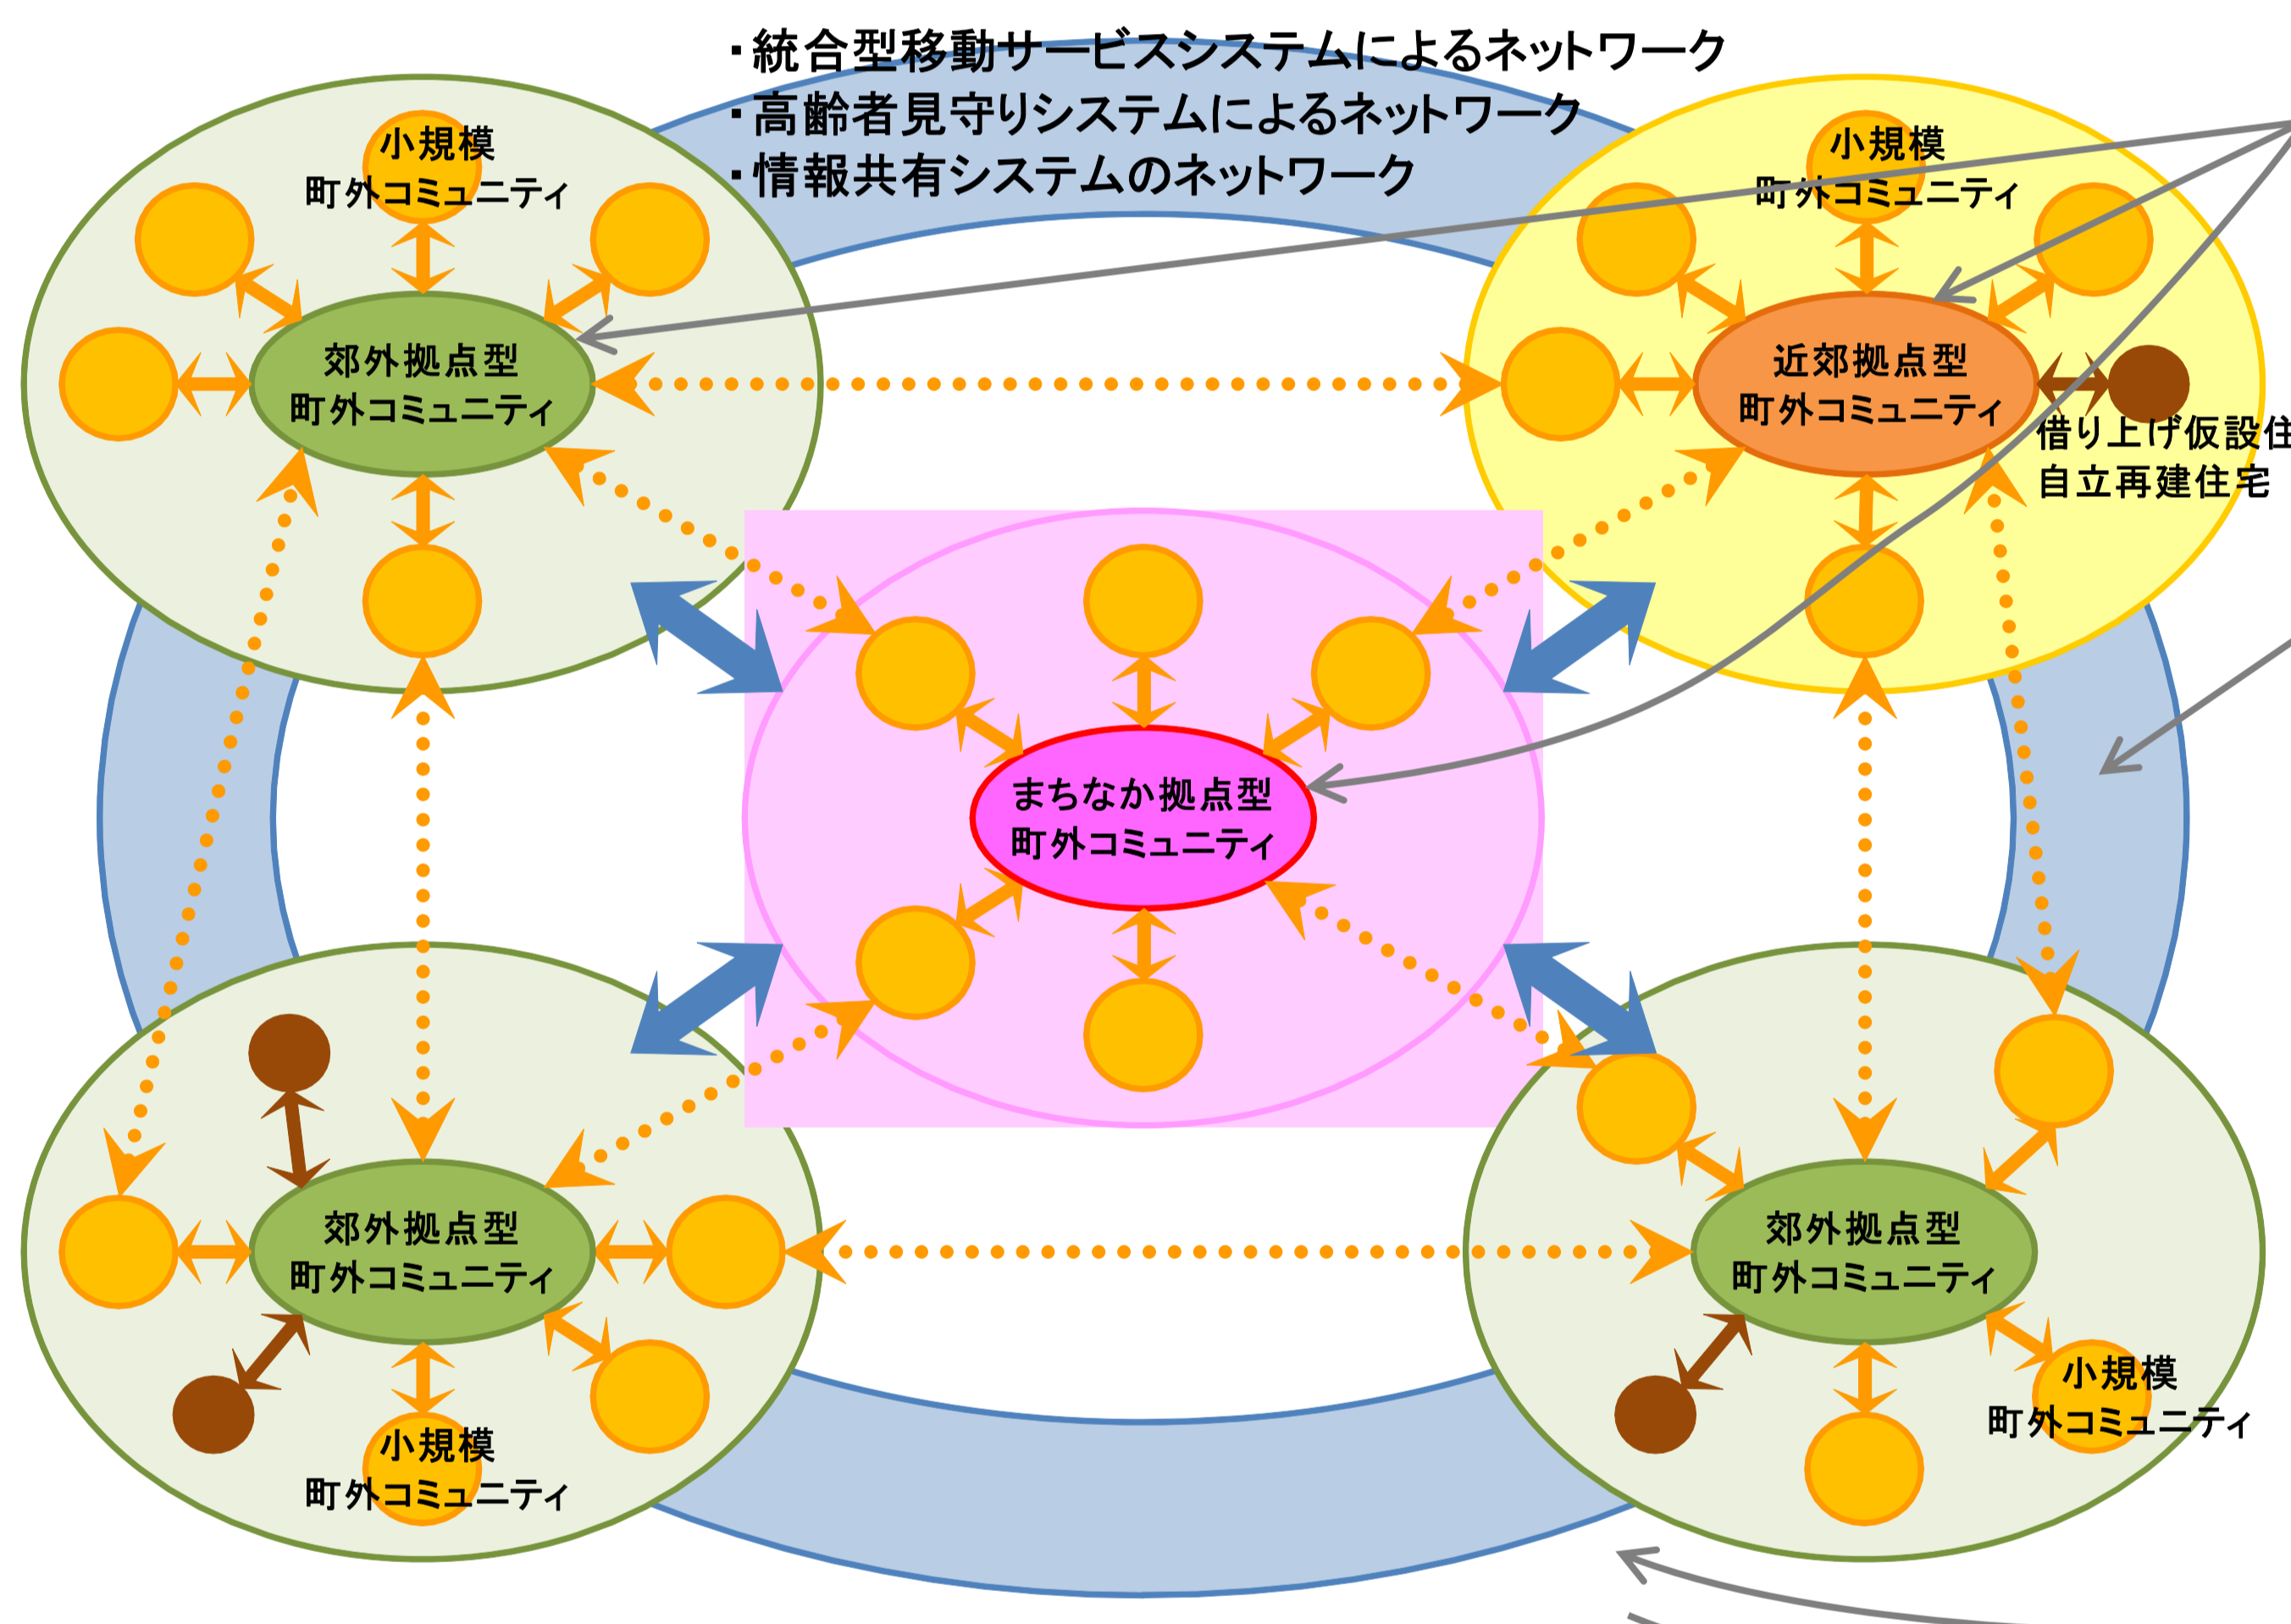 ・統合型移動サービスシステムによるネットワーク
・高齢者見守りシステムによるネットワーク
・情報共有システムのネットワーク
小規模
町外コミュニティ
小規模
町外コミュニティ
郊外拠点型
町外コミュニティ
近郊拠点型
町外コミュニティ
借り上げ仮設住
自立再建住宅
まちなか拠点型
町外コミュニティ
郊外拠点型
町外コミュニティ
郊外拠点型
町外コミュニティ
小規模
町外コミュニティ
小規模
町外コミュニティ